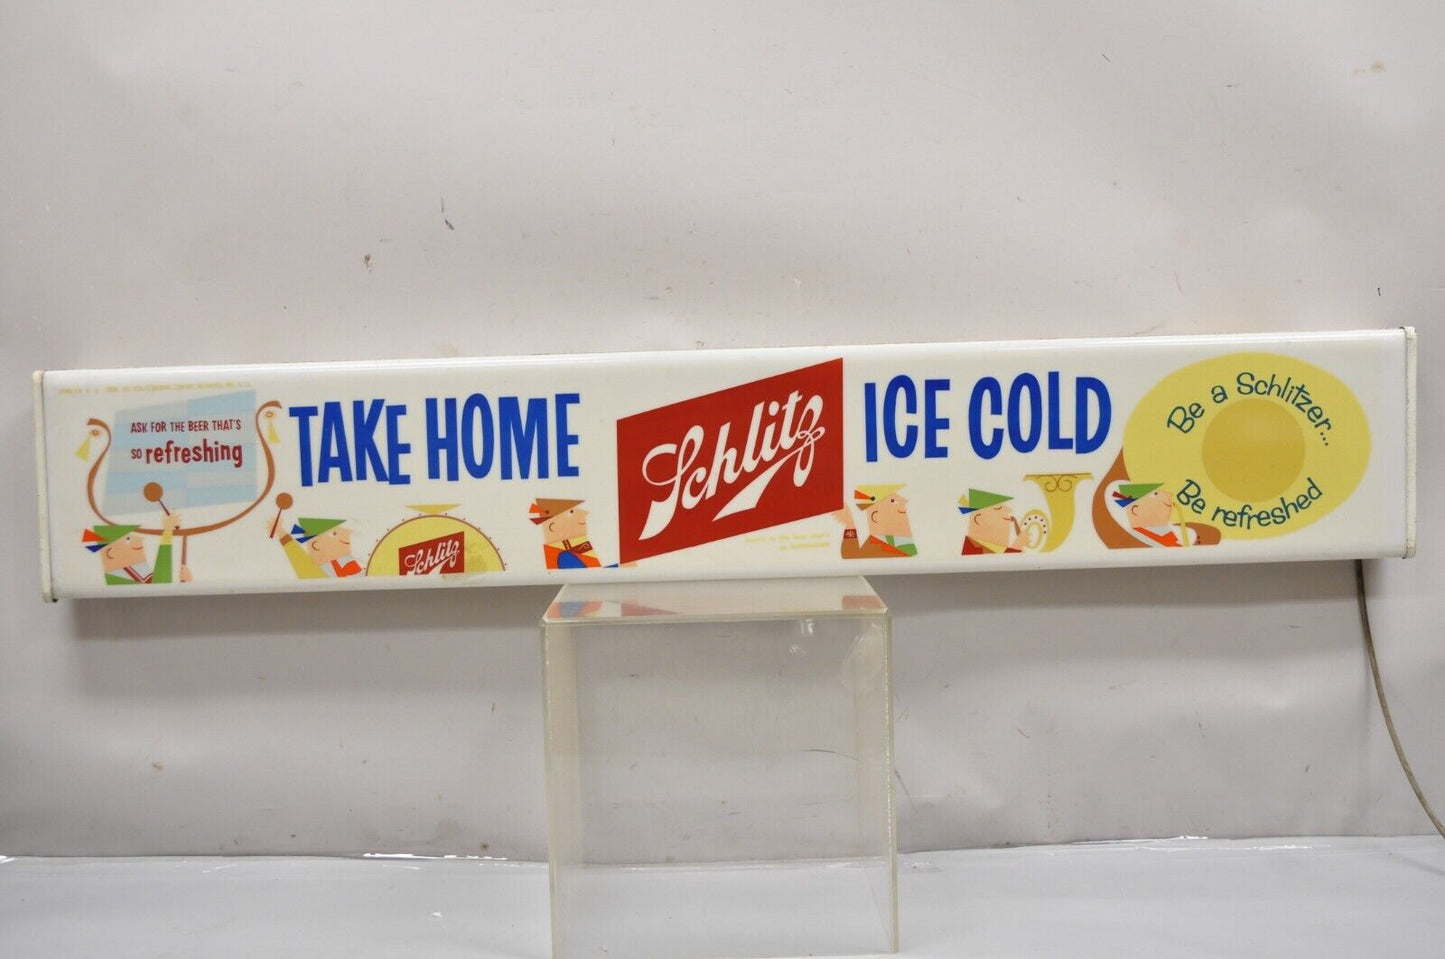 ASK FOR THE BEER THAT'S
so refreshing
TAKE HOME
Schlitz
Schlitz
ICE COLD
Be a Schlitzer...
Be refreshed